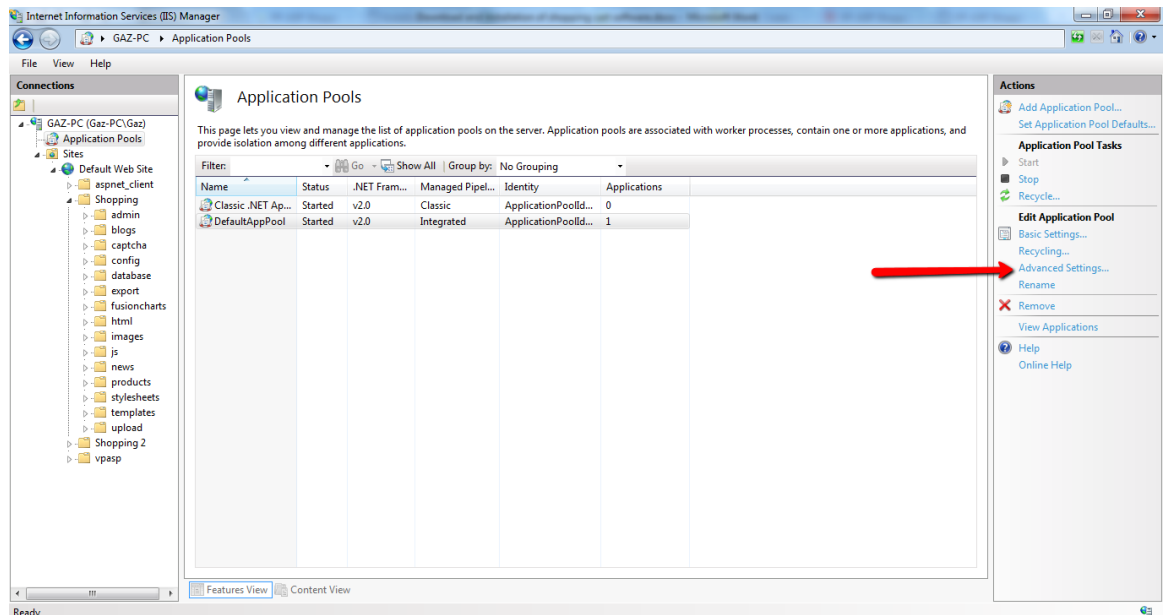 Internet Information Services (IIS) Manager
GAZ-PC
Application Pools
File View Help
Connections
GAZ-PC (Gaz-PC\Gaz)
Application Pools
Sites
Default Web Site
aspnet_client
Shopping
admin
blogs
captcha
config
database
export
fusioncharts
html
images
js
news
products
stylesheets
templates
upload
Shopping 2
vpasp
Application Pools
This page lets you view and manage the list of application pools on the server. Application pools are associated with worker processes, contain one or more applications, and
provide isolation among different applications.
Filter: Go Show All Group by: No Grouping
Name Status .NET Fram... Managed Pipel... Identity Applications
Classic .NET Ap... Started v2.0 Classic ApplicationPoolId... 0
DefaultAppPool Started v2.0 Integrated ApplicationPoolId... 1
Features View Content View
Actions
Add Application Pool...
Set Application Pool Defaults...
Application Pool Tasks
Start
Stop
Recycle...
Edit Application Pool
Basic Settings...
Recycling...
Advanced Settings...
Rename
Remove
View Applications
Help
Online Help
Ready